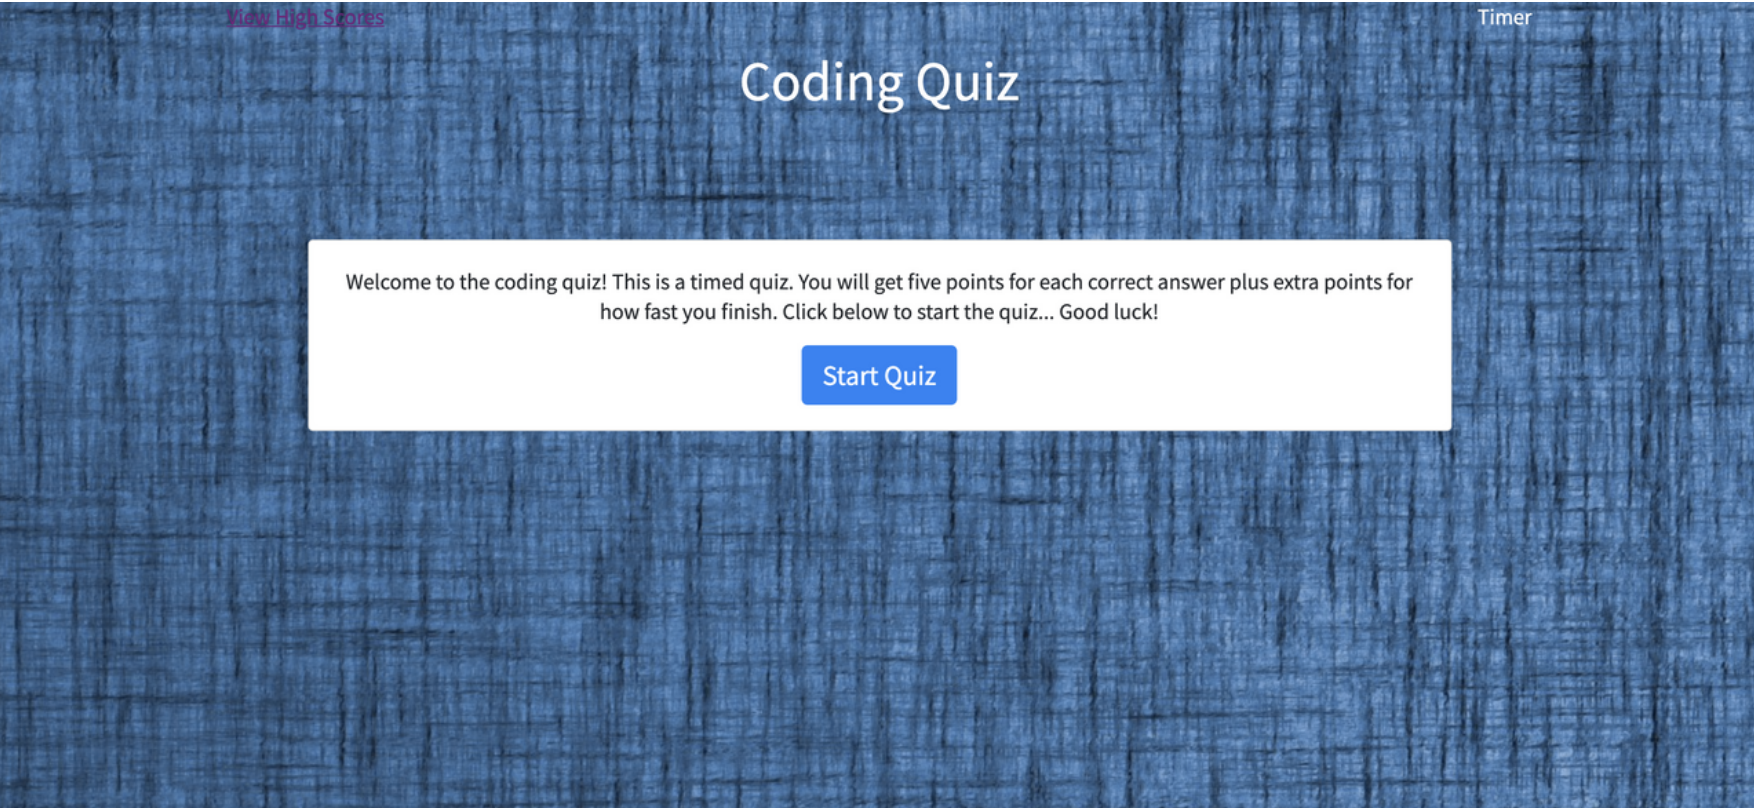 View High Scores
Timer
Coding Quiz
Welcome to the coding quiz! This is a timed quiz. You will get five points for each correct answer plus extra points for
how fast you finish. Click below to start the quiz... Good luck!
Start Quiz